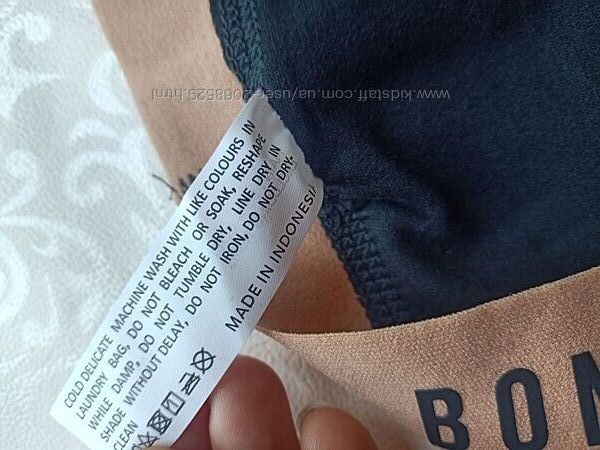 www.kidstaff.com.ua/user-2068529.html
COLD DELICATE MACHINE WASH WITH LIKE COLOURS IN
LAUNDRY BAG, DO NOT BLEACH OR SOAK, RESHAPE
WHILE DAMP, DO NOT TUMBLE DRY, LINE DRY IN
SHADE WITHOUT DELAY, DO NOT IRON, DO NOT DRY-
CLEAN
MADE IN INDONESIA
BON